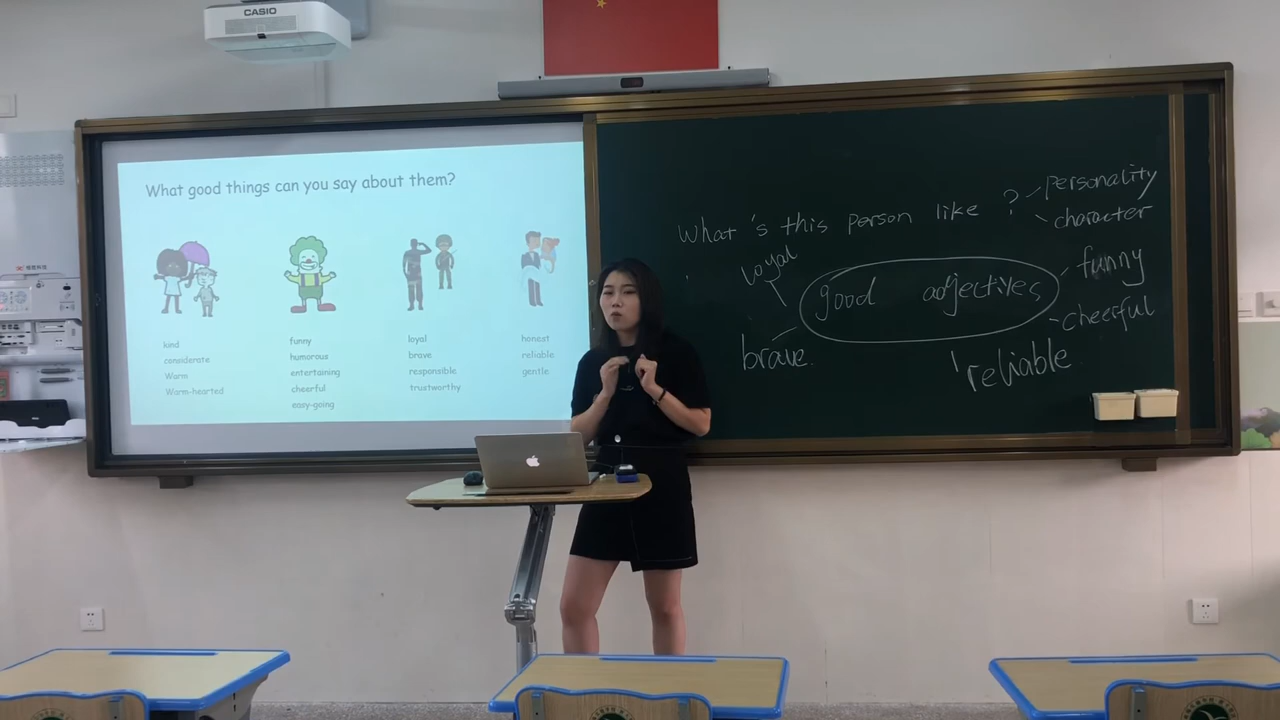 CASIO
What good things can you say about them?
kind
considerate
Warm
Warm-hearted
funny
humorous
entertaining
cheerful
easy-going
loyal
brave
responsible
trustworthy
honest
reliable
gentle
What's this person like ?
personality
character
loyal
good adjectives
funny
cheerful
brave.
reliable